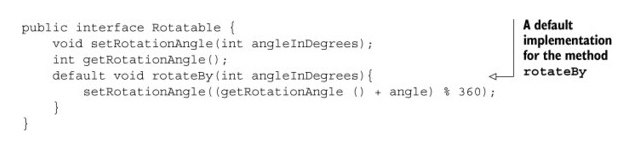 public interface Rotatable {
    void setRotationAngle(int angleInDegrees);
    int getRotationAngle();
    default void rotateBy(int angleInDegrees){
        setRotationAngle((getRotationAngle () + angle) % 360);
    }
}
A default
implementation
for the method
rotateBy